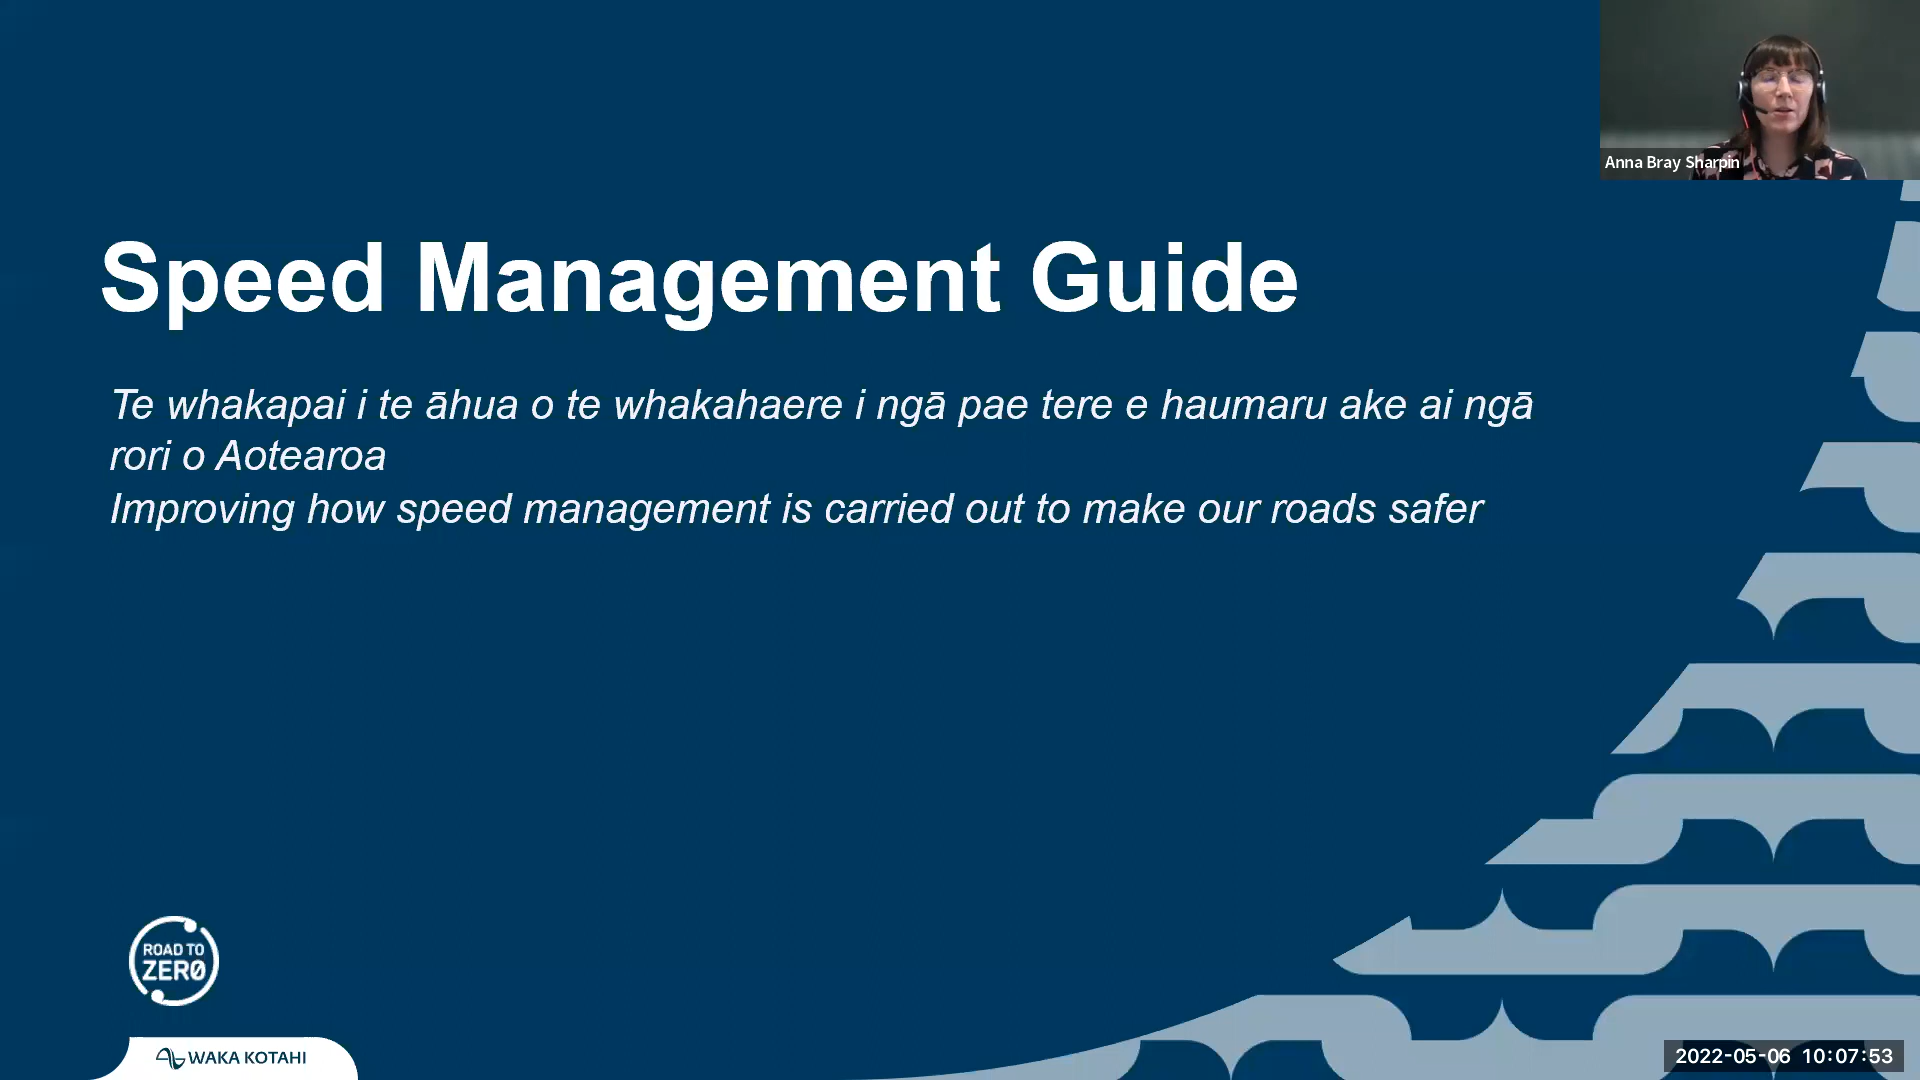 Anna Bray Sharpin
Speed Management Guide
Te whakapai i te āhua o te whakahaere i ngā pae tere e haumaru ake ai ngā
rori o Aotearoa
Improving how speed management is carried out to make our roads safer
ROAD TO
ZERØ
WAKA KOTAHI
2022-05-06 10:07:53